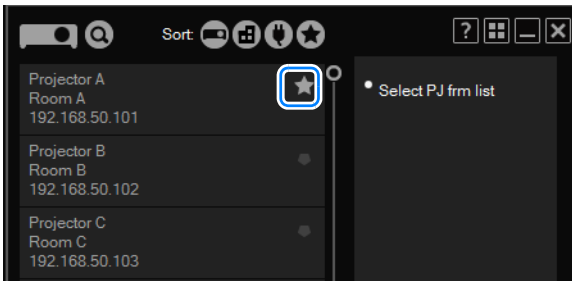 Sort:
?
Projector A
Room A
192.168.50.101
Projector B
Room B
192.168.50.102
Projector C
Room C
192.168.50.103
Select PJ frm list